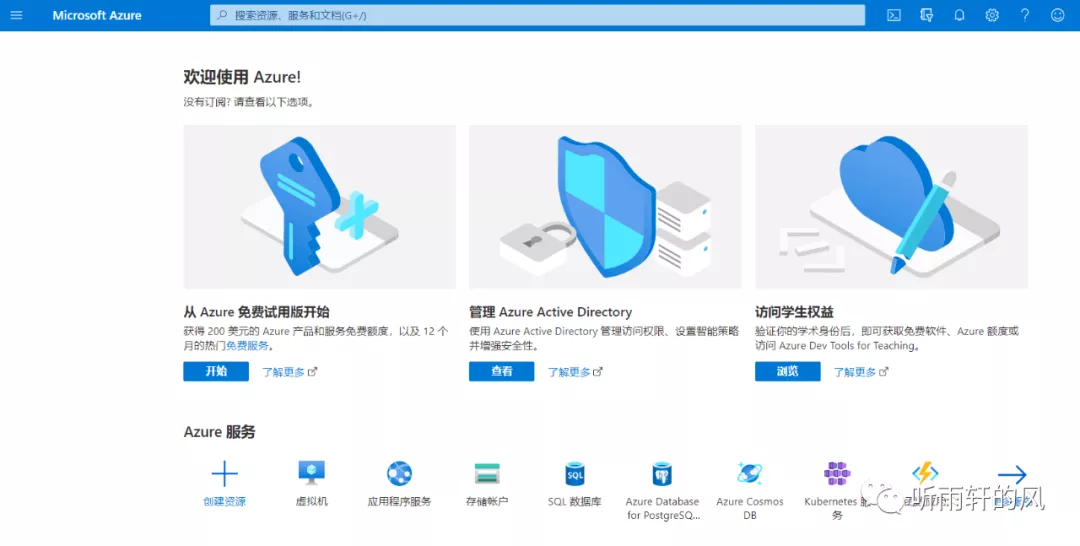 Microsoft Azure
搜索资源、服务和文档(G+/)
欢迎使用 Azure!
没有订阅? 请查看以下选项。
从 Azure 免费试用版开始
获得 200 美元的 Azure 产品和服务免费额度，以及 12 个
月的热门免费服务。
开始 了解更多
管理 Azure Active Directory
使用 Azure Active Directory 管理访问权限、设置智能策略
并增强安全性。
查看 了解更多
访问学生权益
验证你的学术身份后，即可获取免费软件、Azure 额度或
访问 Azure Dev Tools for Teaching。
浏览 了解更多
Azure 服务
创建资源
虚拟机
应用程序服务
存储帐户
SQL 数据库
Azure Database
for PostgreSQ...
Azure Cosmos
DB
Kubernetes 服
务
听雨轩的风